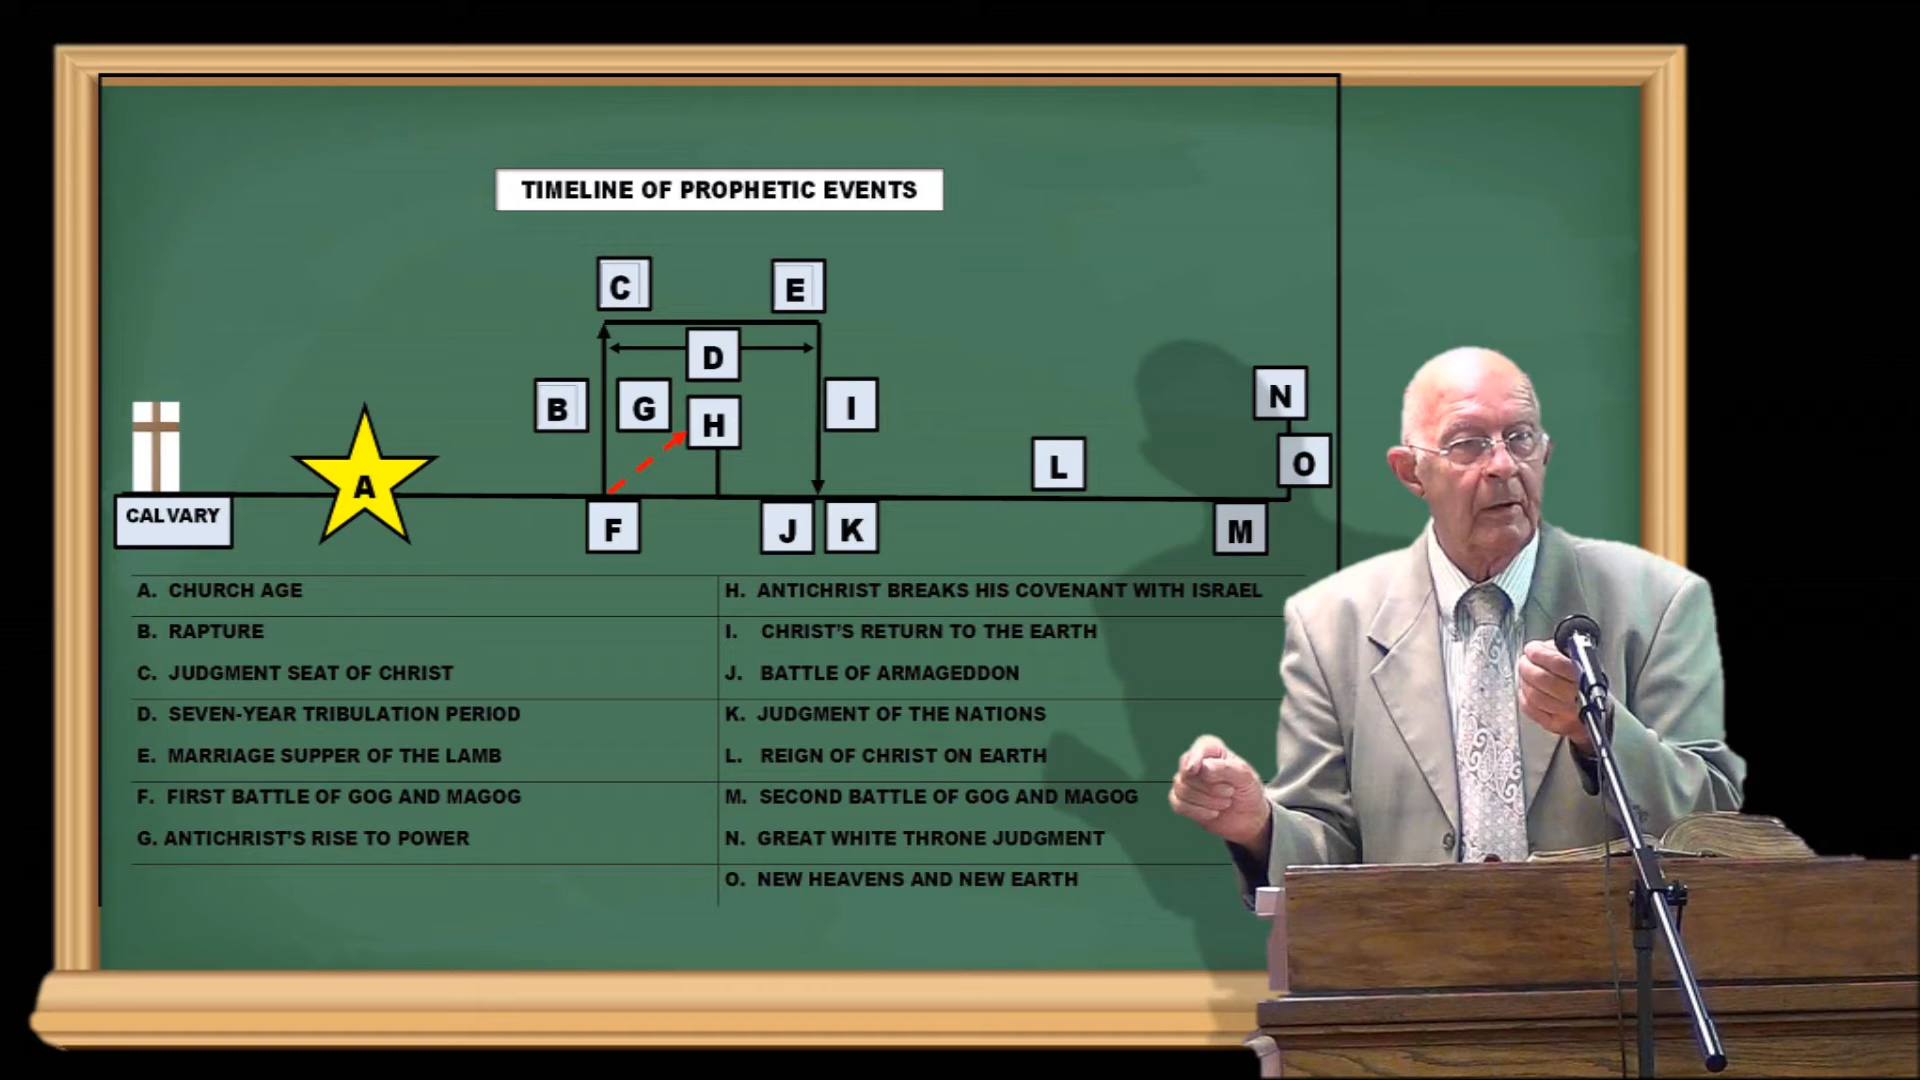 TIMELINE OF PROPHETIC EVENTS
C
E
D
B
G
H
I
N
L
O
A
CALVARY
F
J
K
M
A. CHURCH AGE
B. RAPTURE
C. JUDGMENT SEAT OF CHRIST
D. SEVEN-YEAR TRIBULATION PERIOD
E. MARRIAGE SUPPER OF THE LAMB
F. FIRST BATTLE OF GOG AND MAGOG
G. ANTICHRIST'S RISE TO POWER
H. ANTICHRIST BREAKS HIS COVENANT WITH ISRAEL
I. CHRIST'S RETURN TO THE EARTH
J. BATTLE OF ARMAGEDDON
K. JUDGMENT OF THE NATIONS
L. REIGN OF CHRIST ON EARTH
M. SECOND BATTLE OF GOG AND MAGOG
N. GREAT WHITE THRONE JUDGMENT
O. NEW HEAVENS AND NEW EARTH